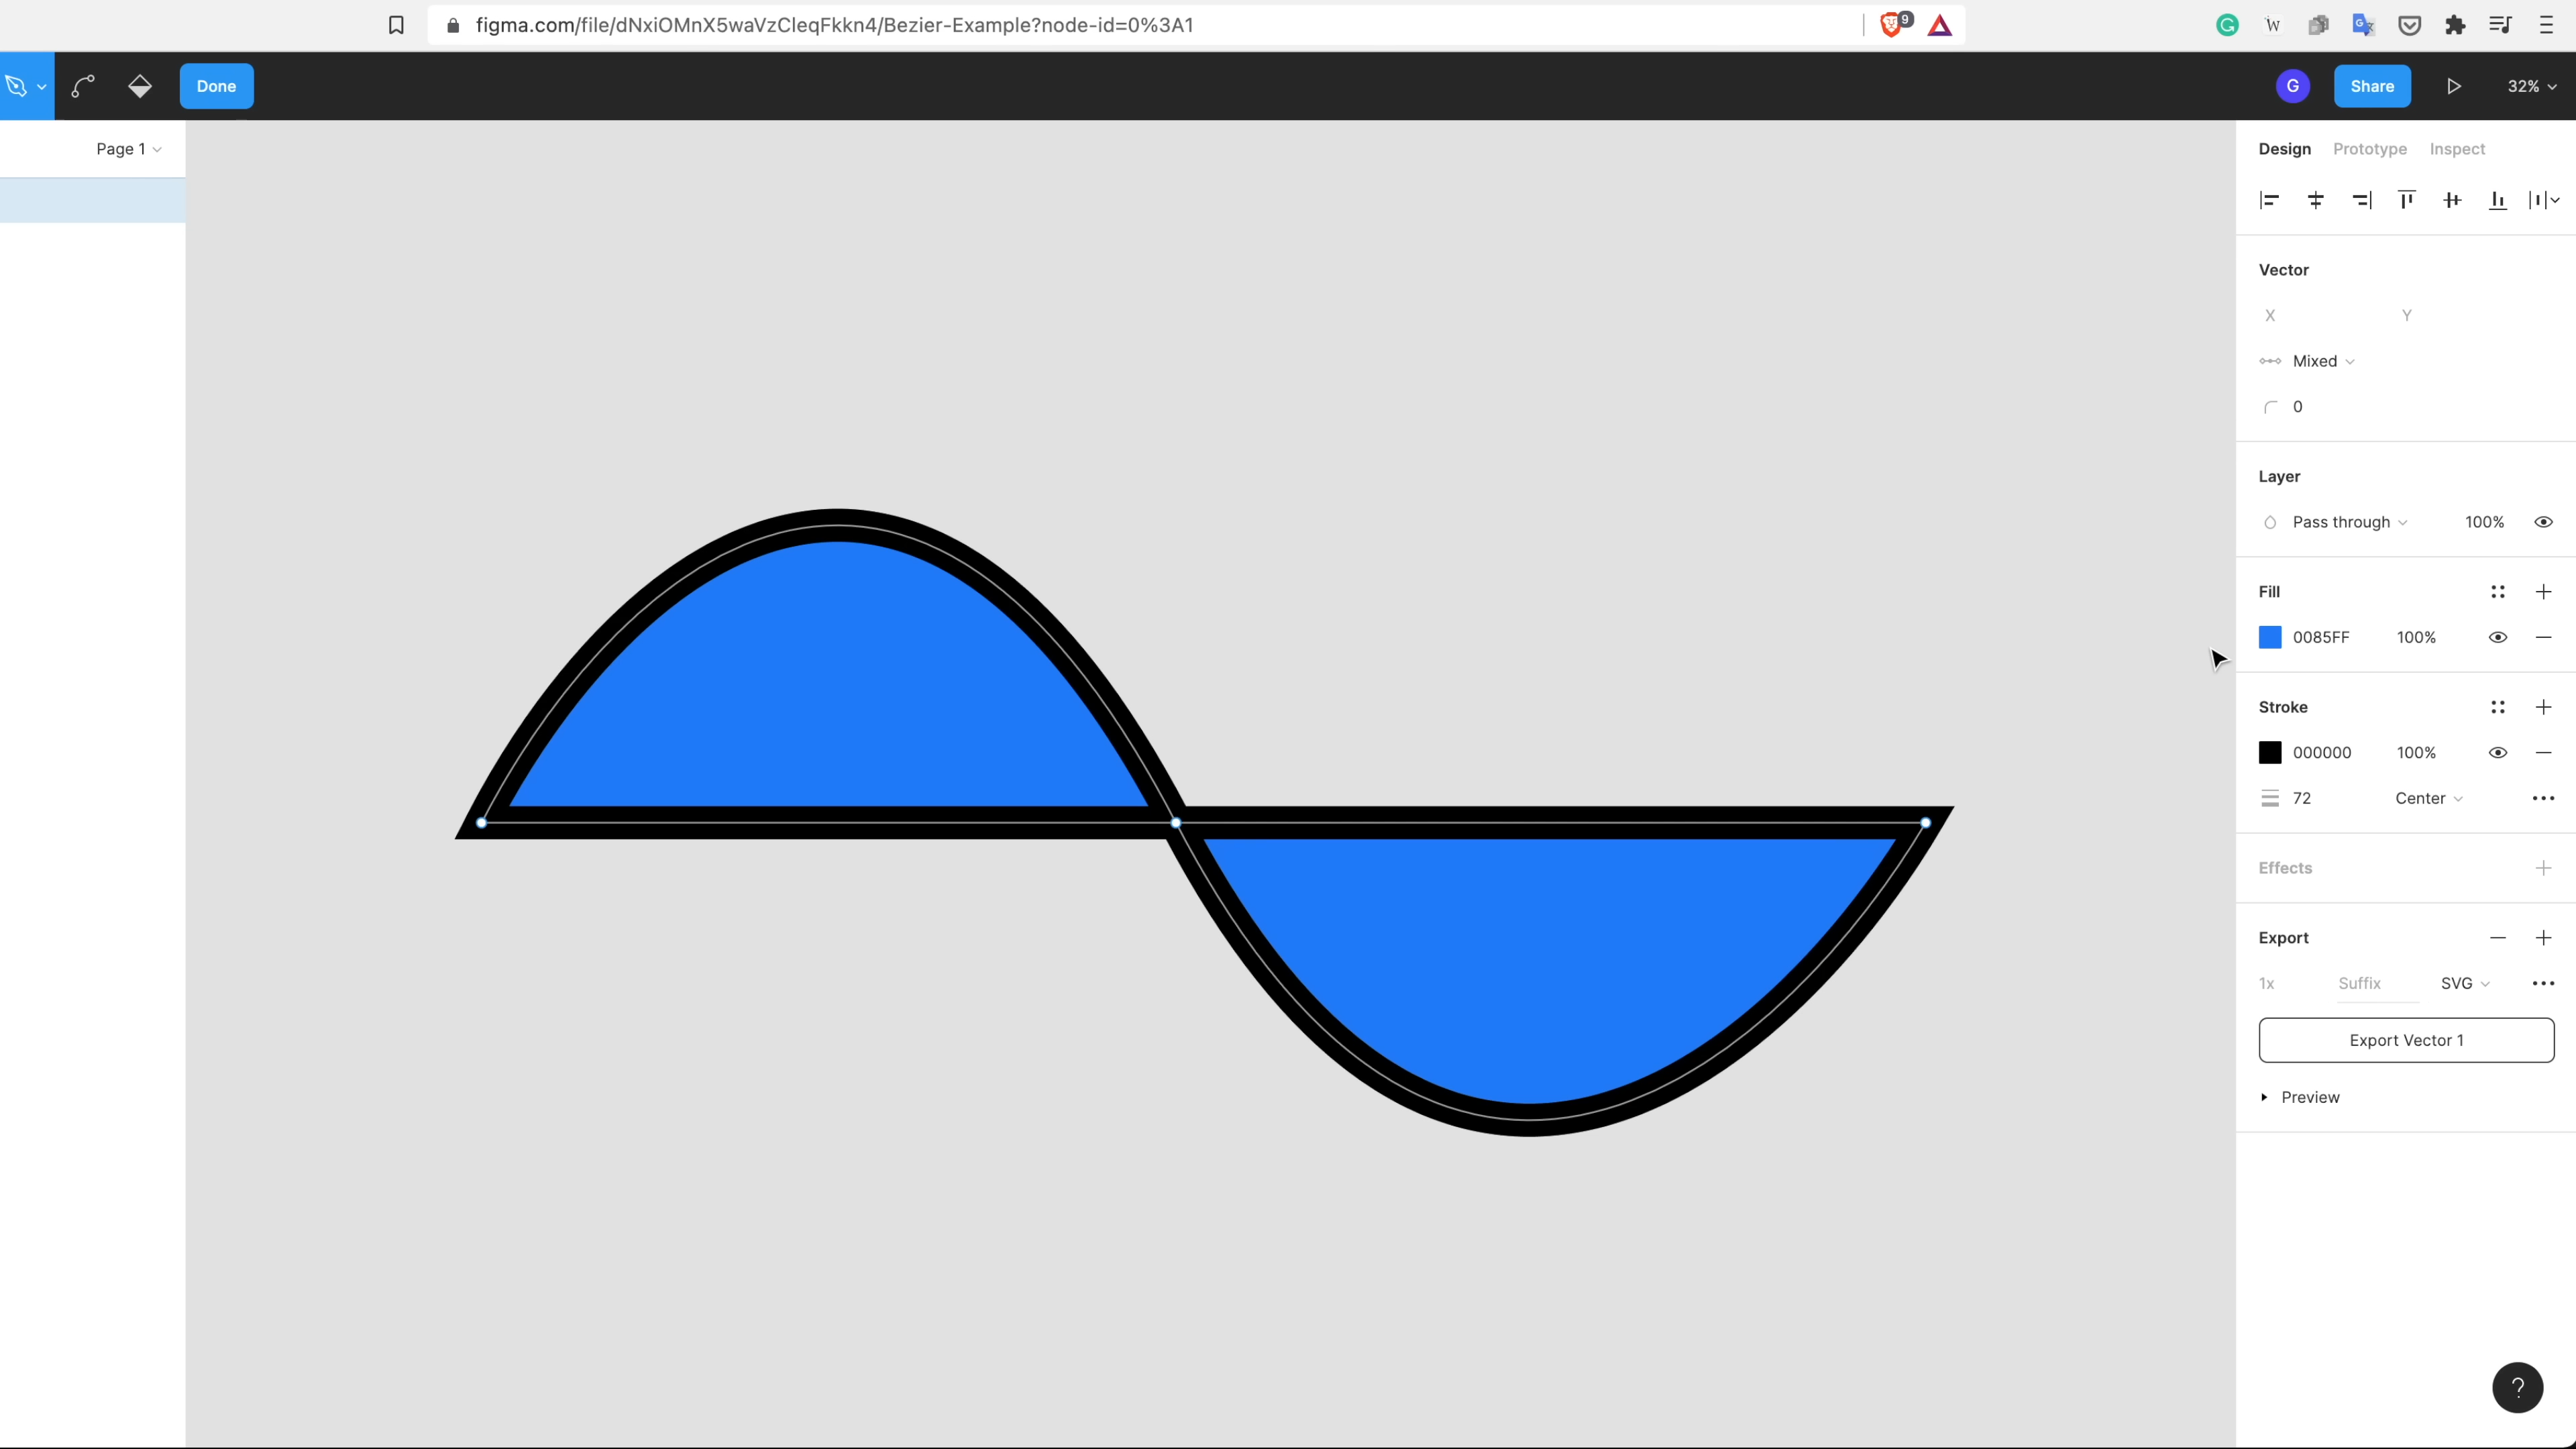 figma.com/file/dNxiOMnX5waVzCleqFkkn4/Bezier-Example?node-id=0%3A1
9
G
W
G
Done
G
Share
32%
Page 1
Design Prototype Inspect
Vector
X Y
Mixed
0
Layer
Pass through 100%
Fill
0085FF 100%
Stroke
000000 100%
72 Center
Effects
Export
1x Suffix SVG
Export Vector 1
Preview
?